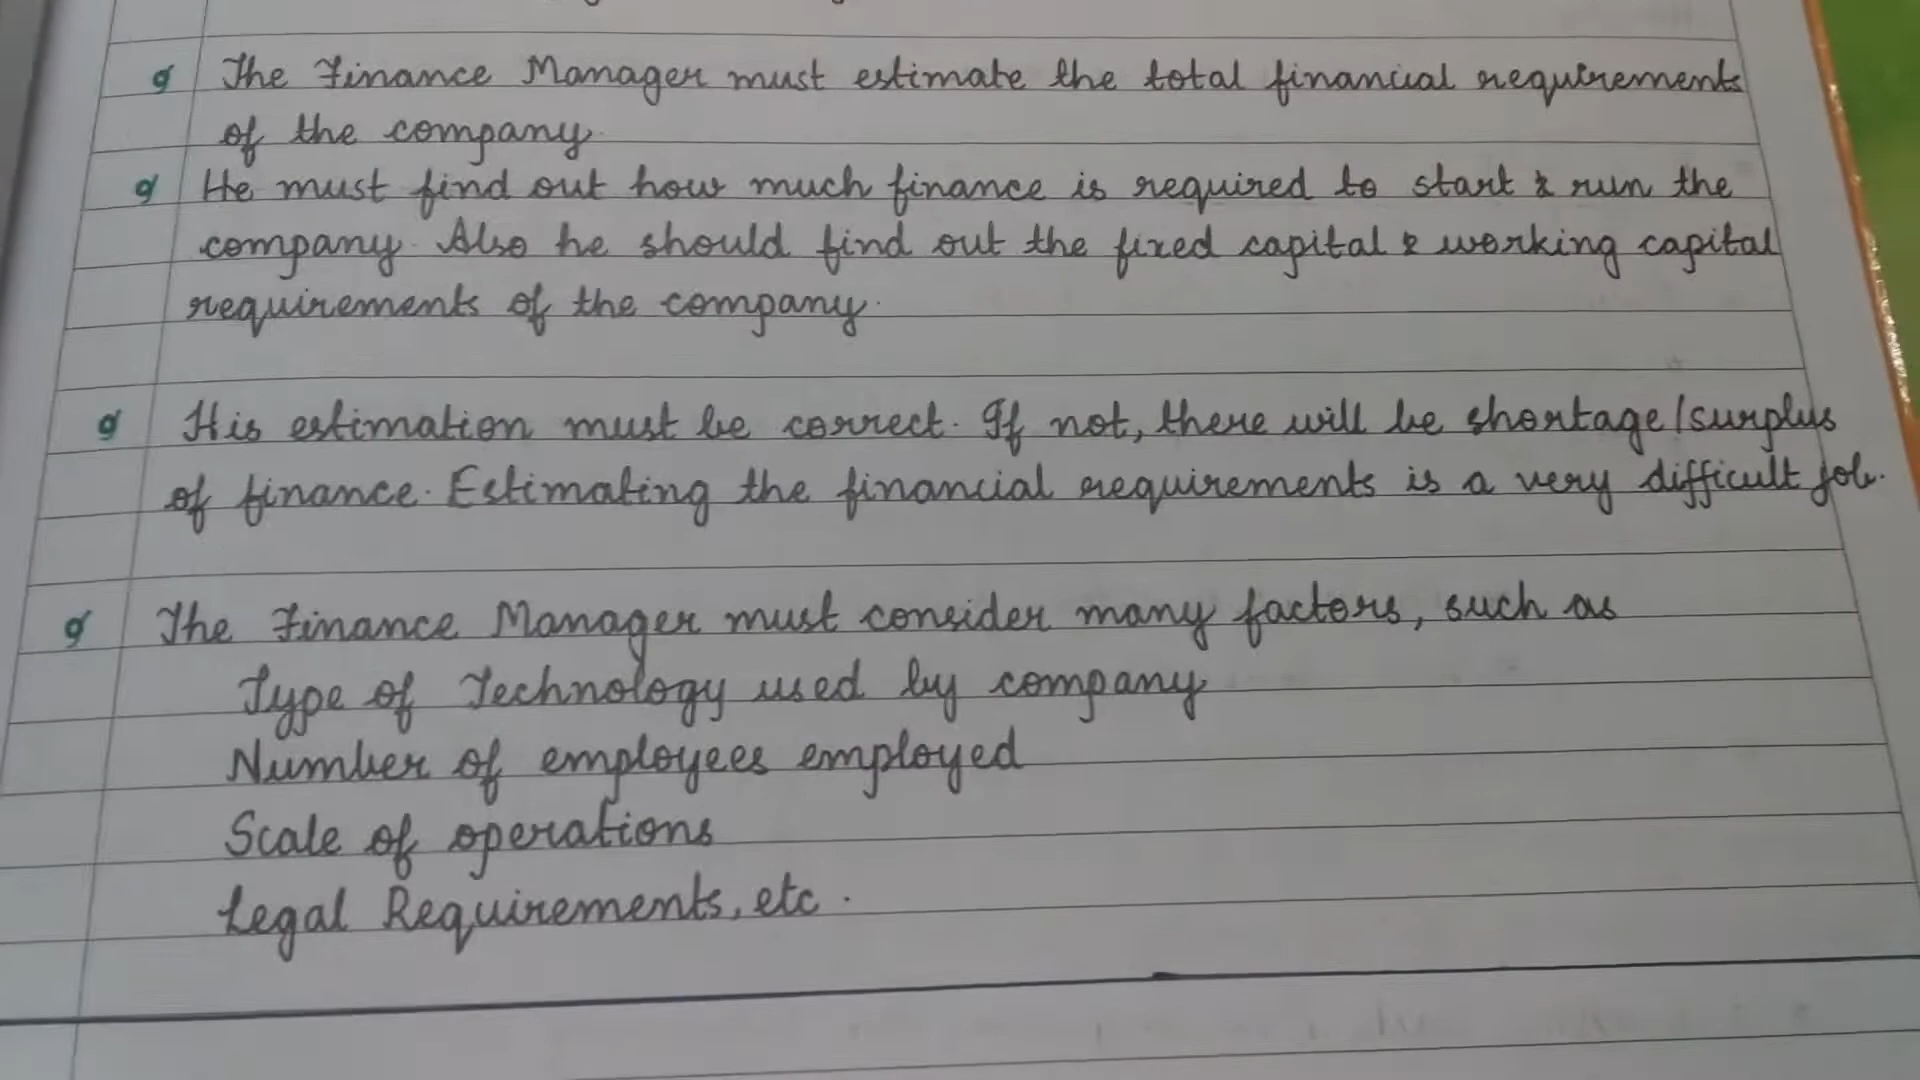 The Finance Manager must estimate the total financial requirements
of the company.
He must find out how much finance is required to start & run the
company. Also he should find out the fixed capital & working capital
requirements of the company.
His estimation must be correct. If not, there will be shortage/surplus
of finance. Estimating the financial requirements is a very difficult job.
The Finance Manager must consider many factors, such as
Type of Technology used by company
Number of employees employed
Scale of operations
Legal Requirements, etc.